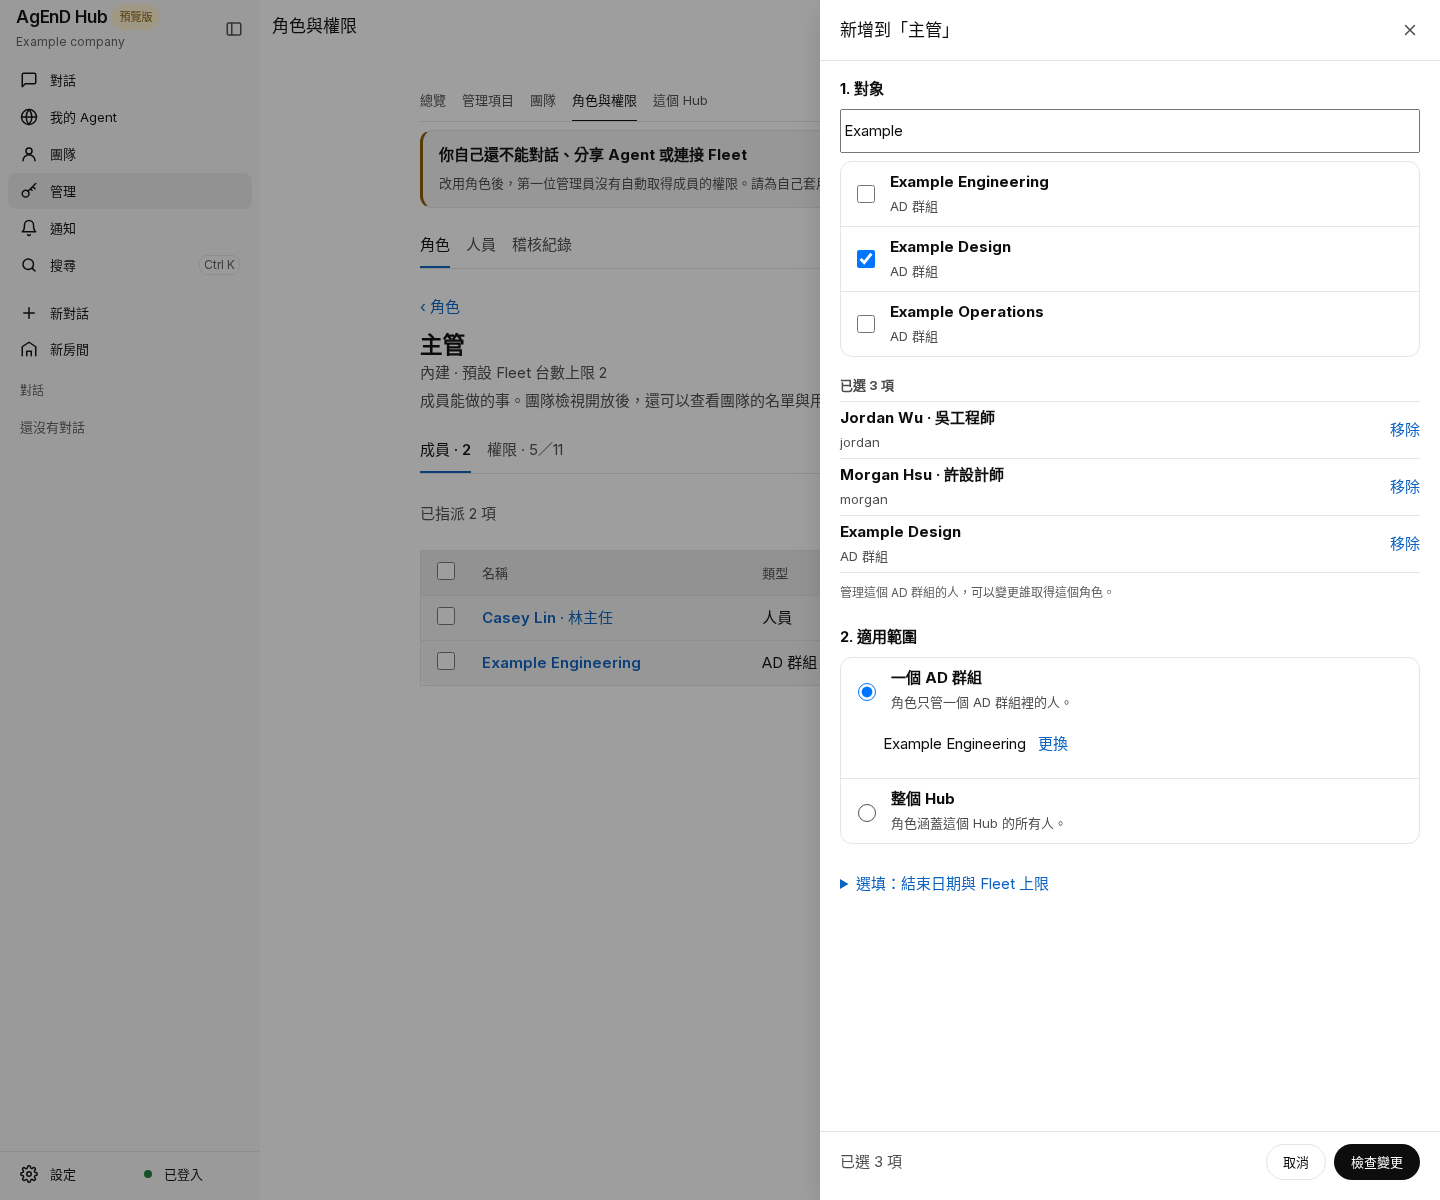 AgEnD Hub 預覽版
Example company
對話
我的 Agent
團隊
管理
通知
搜尋 Ctrl K
新對話
新房間
對話
還沒有對話
設定
已登入
角色與權限
總覽 管理項目 團隊 角色與權限 這個 Hub
你自己還不能對話、分享 Agent 或連接 Fleet
改用角色後，第一位管理員沒有自動取得成員的權限。請為自己套用
角色 人員 稽核紀錄
‹ 角色
主管
內建 · 預設 Fleet 台數上限 2
成員能做的事。團隊檢視開放後，還可以查看團隊的名單與用
成員 · 2 權限 · 5／11
已指派 2 項
名稱 類型
Casey Lin · 林主任 人員
Example Engineering AD 群組
新增到「主管」
1. 對象
Example
Example Engineering
AD 群組
Example Design
AD 群組
Example Operations
AD 群組
已選 3 項
Jordan Wu · 吳工程師
jordan
移除
Morgan Hsu · 許設計師
morgan
移除
Example Design
AD 群組
移除
管理這個 AD 群組的人，可以變更誰取得這個角色。
2. 適用範圍
一個 AD 群組
角色只管一個 AD 群組裡的人。
Example Engineering 更換
整個 Hub
角色涵蓋這個 Hub 的所有人。
選填：結束日期與 Fleet 上限
已選 3 項
取消
檢查變更